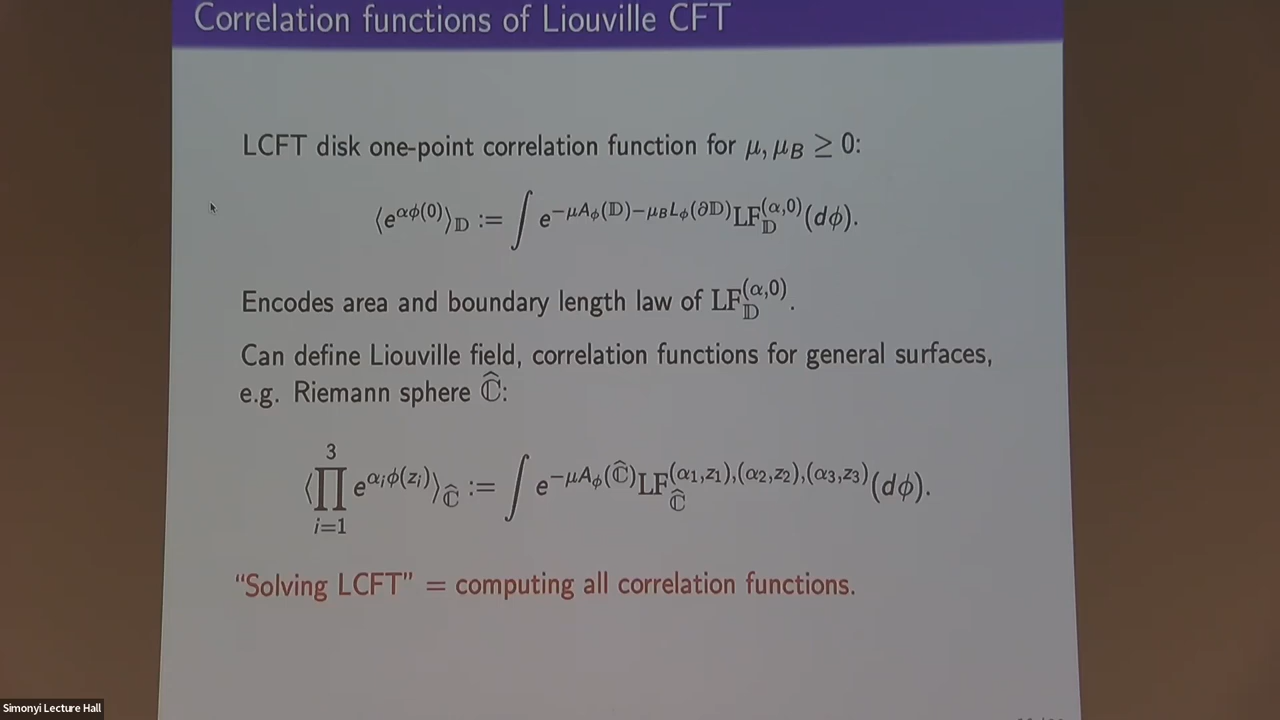 Correlation functions of Liouville CFT
LCFT disk one-point correlation function for μ, μ_B ≥ 0:
⟨e^{αφ(0)}⟩_𝔻 := ∫ e^{−μA_φ(𝔻)−μ_B L_φ(∂𝔻)} LF_𝔻^{(α,0)}(dφ).
Encodes area and boundary length law of LF_𝔻^{(α,0)}.
Can define Liouville field, correlation functions for general surfaces,
e.g. Riemann sphere ℂ̂:
⟨∏_{i=1}^{3} e^{α_iφ(z_i)}⟩_ℂ̂ := ∫ e^{−μA_φ(ℂ̂)} LF_ℂ̂^{(α_1,z_1),(α_2,z_2),(α_3,z_3)}(dφ).
“Solving LCFT” = computing all correlation functions.
Simonyi Lecture Hall